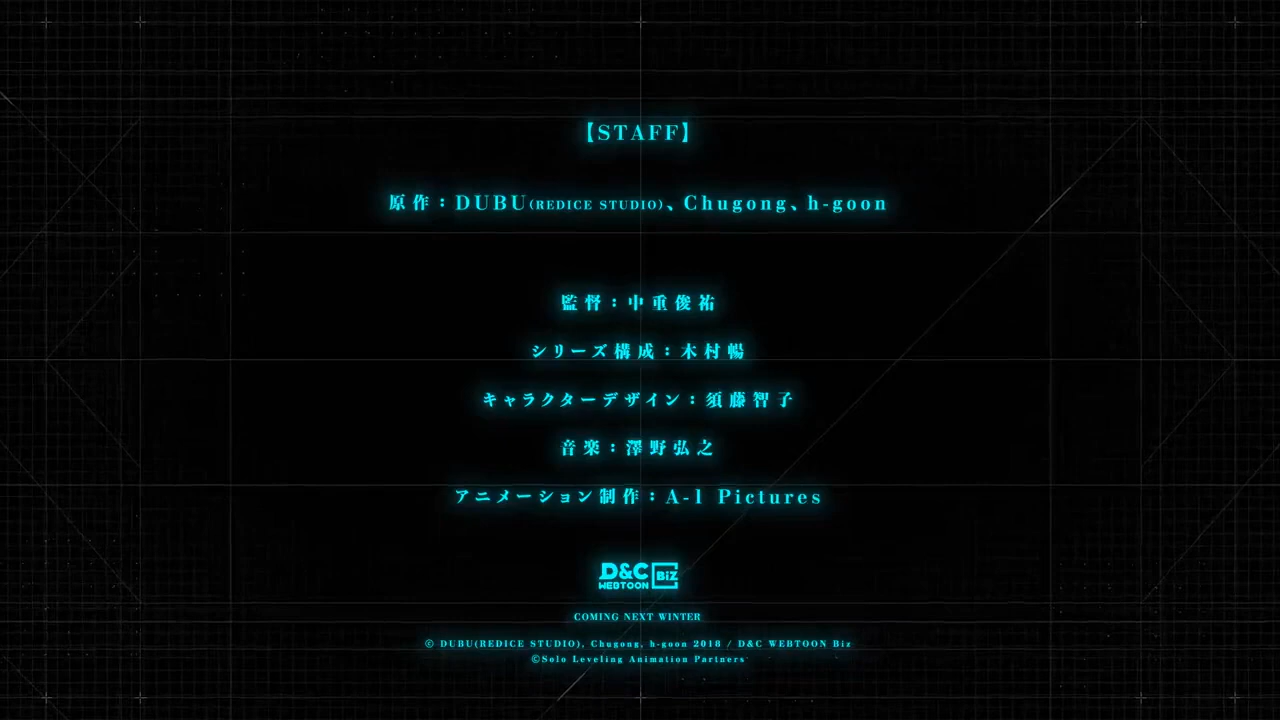 【STAFF】
原作：DUBU(REDICE STUDIO)、Chugong、h-goon
監督：中重俊祐
シリーズ構成：木村暢
キャラクターデザイン：須藤智子
音楽：澤野弘之
アニメーション制作：A-1 Pictures
D&C WEBTOON BiZ
COMING NEXT WINTER
© DUBU(REDICE STUDIO), Chugong, h-goon 2018 / D&C WEBTOON Biz
©Solo Leveling Animation Partners